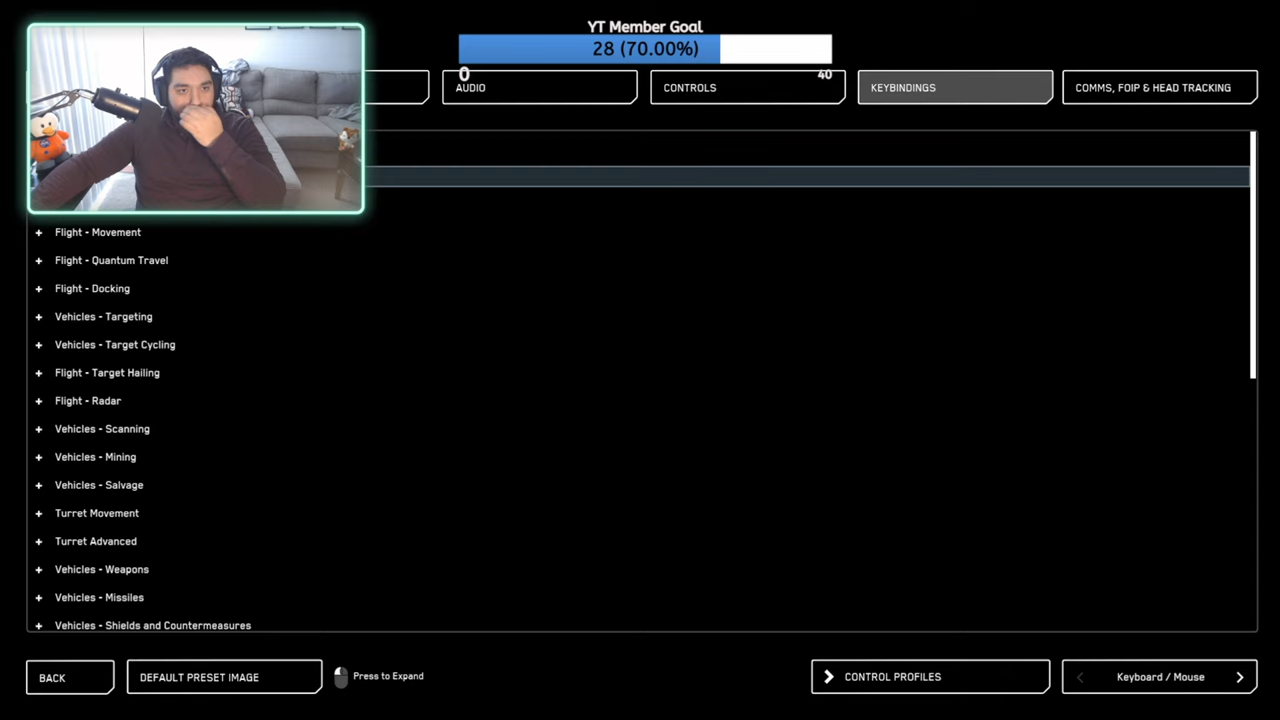 YT Member Goal
28 (70.00%)
0
40
AUDIO
CONTROLS
KEYBINDINGS
COMMS, FOIP & HEAD TRACKING
+ Flight - Movement
+ Flight - Quantum Travel
+ Flight - Docking
+ Vehicles - Targeting
+ Vehicles - Target Cycling
+ Flight - Target Hailing
+ Flight - Radar
+ Vehicles - Scanning
+ Vehicles - Mining
+ Vehicles - Salvage
+ Turret Movement
+ Turret Advanced
+ Vehicles - Weapons
+ Vehicles - Missiles
+ Vehicles - Shields and Countermeasures
BACK
DEFAULT PRESET IMAGE
Press to Expand
CONTROL PROFILES
Keyboard / Mouse